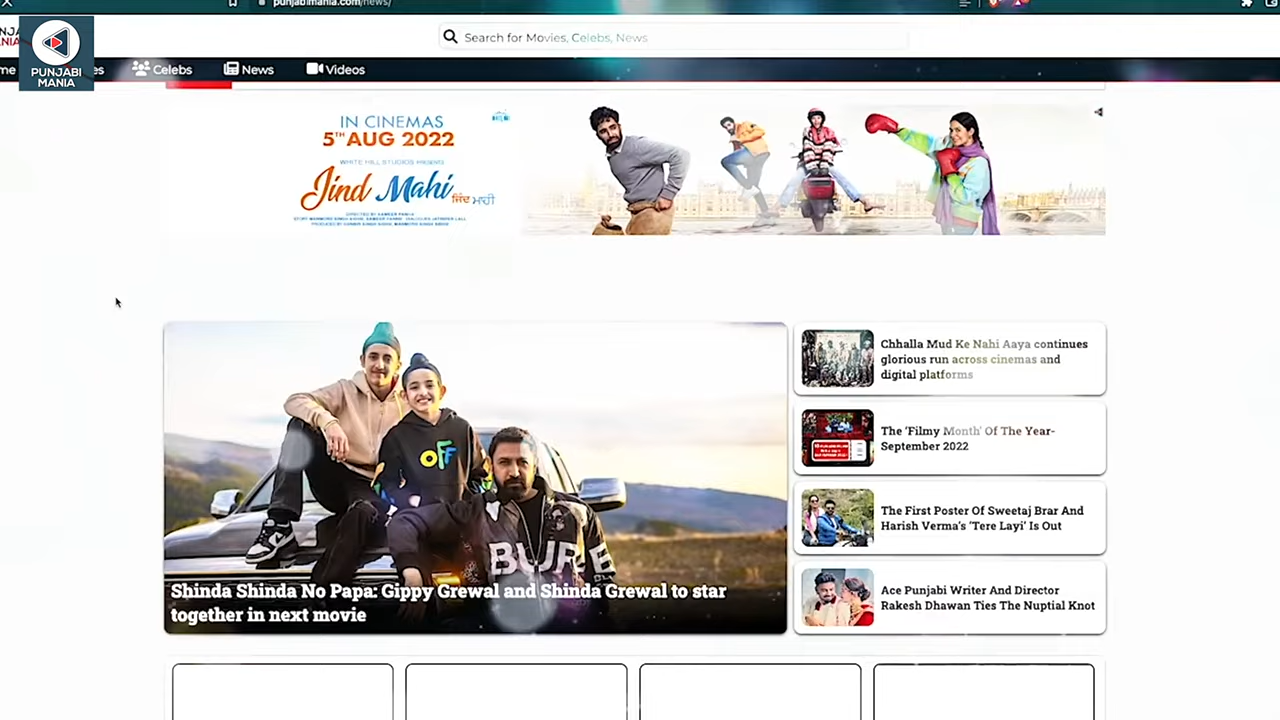 punjabimania.com/news/
PUNJABI
MANIA
Search for Movies, Celebs, News
Celebs
News
Videos
IN CINEMAS
5TH AUG 2022
WHITE HILL STUDIOS PRESENTS
Jind Mahi ਜਿੰਦ ਮਾਹੀ
Chhalla Mud Ke Nahi Aaya continues
glorious run across cinemas and
digital platforms
The 'Filmy Month' Of The Year-
September 2022
OFF
The First Poster Of Sweetaj Brar And
Harish Verma's 'Tere Layi' Is Out
Shinda Shinda No Papa: Gippy Grewal and Shinda Grewal to star
together in next movie
Ace Punjabi Writer And Director
Rakesh Dhawan Ties The Nuptial Knot